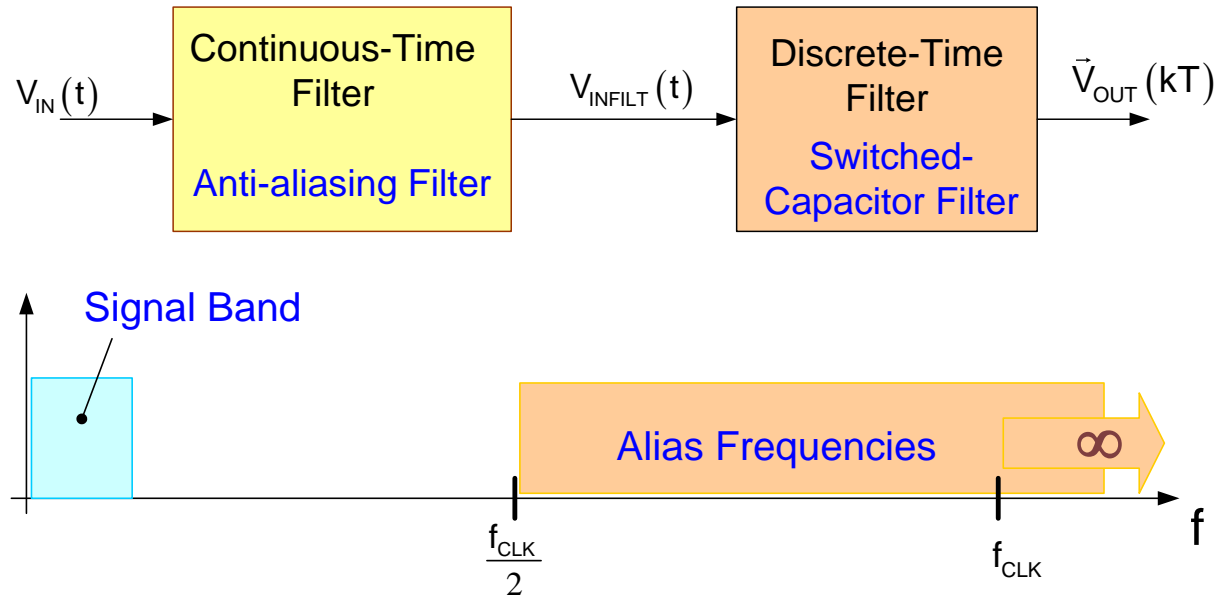 Continuous-Time
Filter
Anti-aliasing Filter
Discrete-Time
Filter
Switched-
Capacitor Filter
V_IN(t)
V_INFILT(t)
V⃗_OUT(kT)
Signal Band
Alias Frequencies
∞
f_CLK
2
f_CLK
f